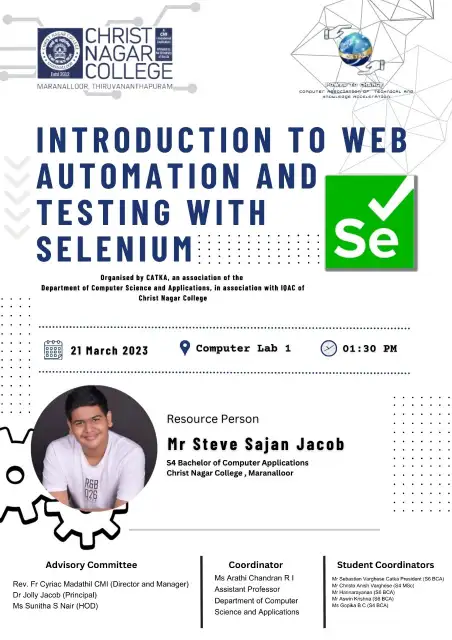 CHRIST
NAGAR
COLLEGE
Estd 2013
MARANALLOOR, THIRUVANANTHAPURAM
POWER TO CHANGE
COMPUTER ASSOCIATION OF TECHNICAL AND
KNOWLEDGE ACCELERATION
INTRODUCTION TO WEB
AUTOMATION AND
TESTING WITH
SELENIUM
Se
Organised by CATKA, an association of the
Department of Computer Science and Applications, in association with IQAC of
Christ Nagar College
21 March 2023
Computer Lab 1
01:30 PM
Resource Person
Mr Steve Sajan Jacob
S4 Bachelor of Computer Applications
Christ Nagar College , Maranalloor
R&B
Advisory Committee
Rev. Fr Cyriac Madathil CMI (Director and Manager)
Dr Jolly Jacob (Principal)
Ms Sunitha S Nair (HOD)
Coordinator
Ms Arathi Chandran R I
Assistant Professor
Department of Computer
Science and Applications
Student Coordinators
Mr Sebastian Varghese Catka President (S6 BCA)
Mr Christo Anish Varghese (S4 MSc)
Mr Harinarayanan (S6 BCA)
Mr Aswin Krishna (S6 BCA)
Ms Gopika B C (S4 BCA)